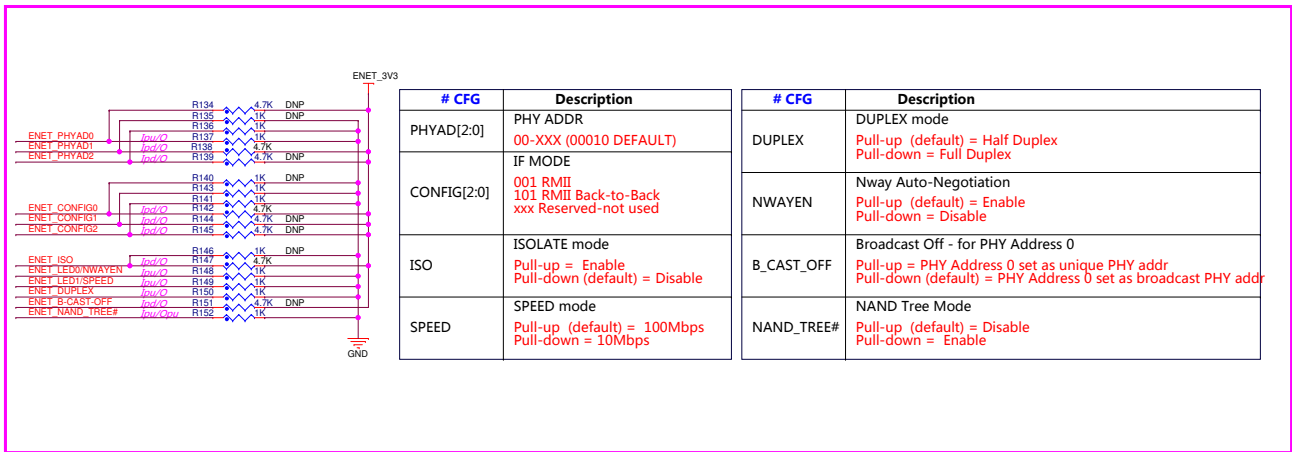 ENET_3V3
R134 4.7K DNP
R135 1K DNP
R136 1K
ENET_PHYAD0 Ipu/O R137 1K
ENET_PHYAD1 Ipd/O R138 4.7K
ENET_PHYAD2 Ipd/O R139 4.7K DNP
R140 1K DNP
R143 1K
R141 1K
ENET_CONFIG0 Ipd/O R142 4.7K
ENET_CONFIG1 Ipd/O R144 4.7K DNP
ENET_CONFIG2 Ipd/O R145 4.7K DNP
R146 1K DNP
ENET_ISO Ipd/O R147 4.7K
ENET_LED0/NWAYEN Ipu/O R148 1K
ENET_LED1/SPEED Ipu/O R149 1K
ENET_DUPLEX Ipu/O R150 1K
ENET_B-CAST-OFF Ipd/O R151 4.7K DNP
ENET_NAND_TREE# Ipu/Opu R152 1K
GND
# CFG Description
PHYAD[2:0]
PHY ADDR
00-XXX (00010 DEFAULT)
CONFIG[2:0]
IF MODE
001 RMII
101 RMII Back-to-Back
xxx Reserved-not used
ISO
ISOLATE mode
Pull-up = Enable
Pull-down (default) = Disable
SPEED
SPEED mode
Pull-up (default) = 100Mbps
Pull-down = 10Mbps
# CFG Description
DUPLEX
DUPLEX mode
Pull-up (default) = Half Duplex
Pull-down = Full Duplex
NWAYEN
Nway Auto-Negotiation
Pull-up (default) = Enable
Pull-down = Disable
B_CAST_OFF
Broadcast Off - for PHY Address 0
Pull-up = PHY Address 0 set as unique PHY addr
Pull-down (default) = PHY Address 0 set as broadcast PHY addr
NAND_TREE#
NAND Tree Mode
Pull-up (default) = Disable
Pull-down = Enable